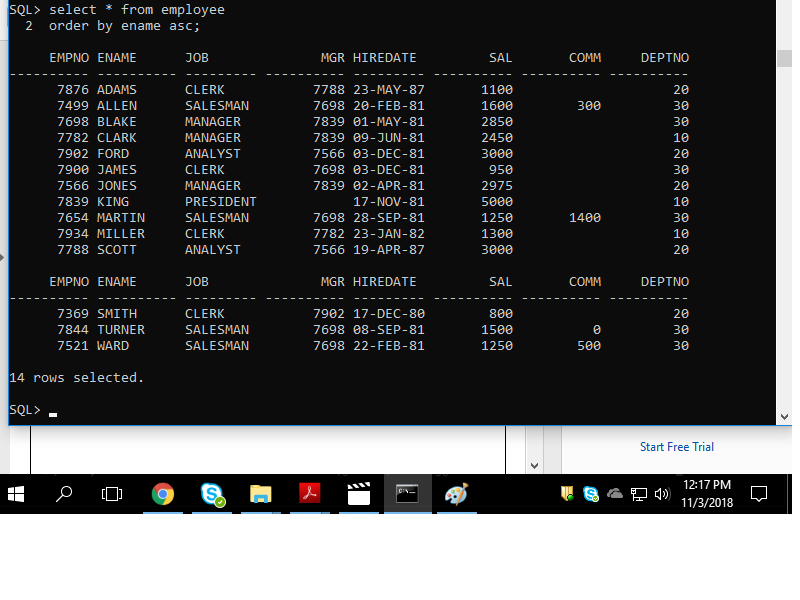 SQL> select * from employee
  2  order by ename asc;
     EMPNO ENAME      JOB              MGR HIREDATE         SAL       COMM     DEPTNO
---------- ---------- --------- ---------- --------- ---------- ---------- ----------
      7876 ADAMS      CLERK           7788 23-MAY-87       1100                    20
      7499 ALLEN      SALESMAN        7698 20-FEB-81       1600        300         30
      7698 BLAKE      MANAGER         7839 01-MAY-81       2850                    30
      7782 CLARK      MANAGER         7839 09-JUN-81       2450                    10
      7902 FORD       ANALYST         7566 03-DEC-81       3000                    20
      7900 JAMES      CLERK           7698 03-DEC-81        950                    30
      7566 JONES      MANAGER         7839 02-APR-81       2975                    20
      7839 KING       PRESIDENT            17-NOV-81       5000                    10
      7654 MARTIN     SALESMAN        7698 28-SEP-81       1250       1400         30
      7934 MILLER     CLERK           7782 23-JAN-82       1300                    10
      7788 SCOTT      ANALYST         7566 19-APR-87       3000                    20
     EMPNO ENAME      JOB              MGR HIREDATE         SAL       COMM     DEPTNO
---------- ---------- --------- ---------- --------- ---------- ---------- ----------
      7369 SMITH      CLERK           7902 17-DEC-80        800                    20
      7844 TURNER     SALESMAN        7698 08-SEP-81       1500          0         30
      7521 WARD       SALESMAN        7698 22-FEB-81       1250        500         30
14 rows selected.
SQL>
Start Free Trial
12:17 PM
11/3/2018